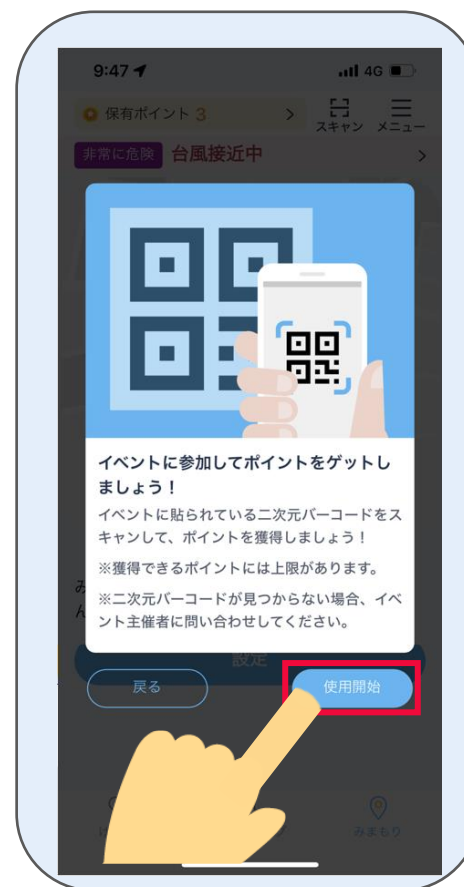 9:47
4G
保有ポイント 3 >
スキャン メニュー
非常に危険 台風接近中 >
イベントに参加してポイントをゲットし
ましょう！
イベントに貼られている二次元バーコードをス
キャンして、ポイントを獲得しましょう！
※獲得できるポイントには上限があります。
※二次元バーコードが見つからない場合、イベ
ント主催者に問い合わせしてください。
設定
戻る
使用開始
みまもり